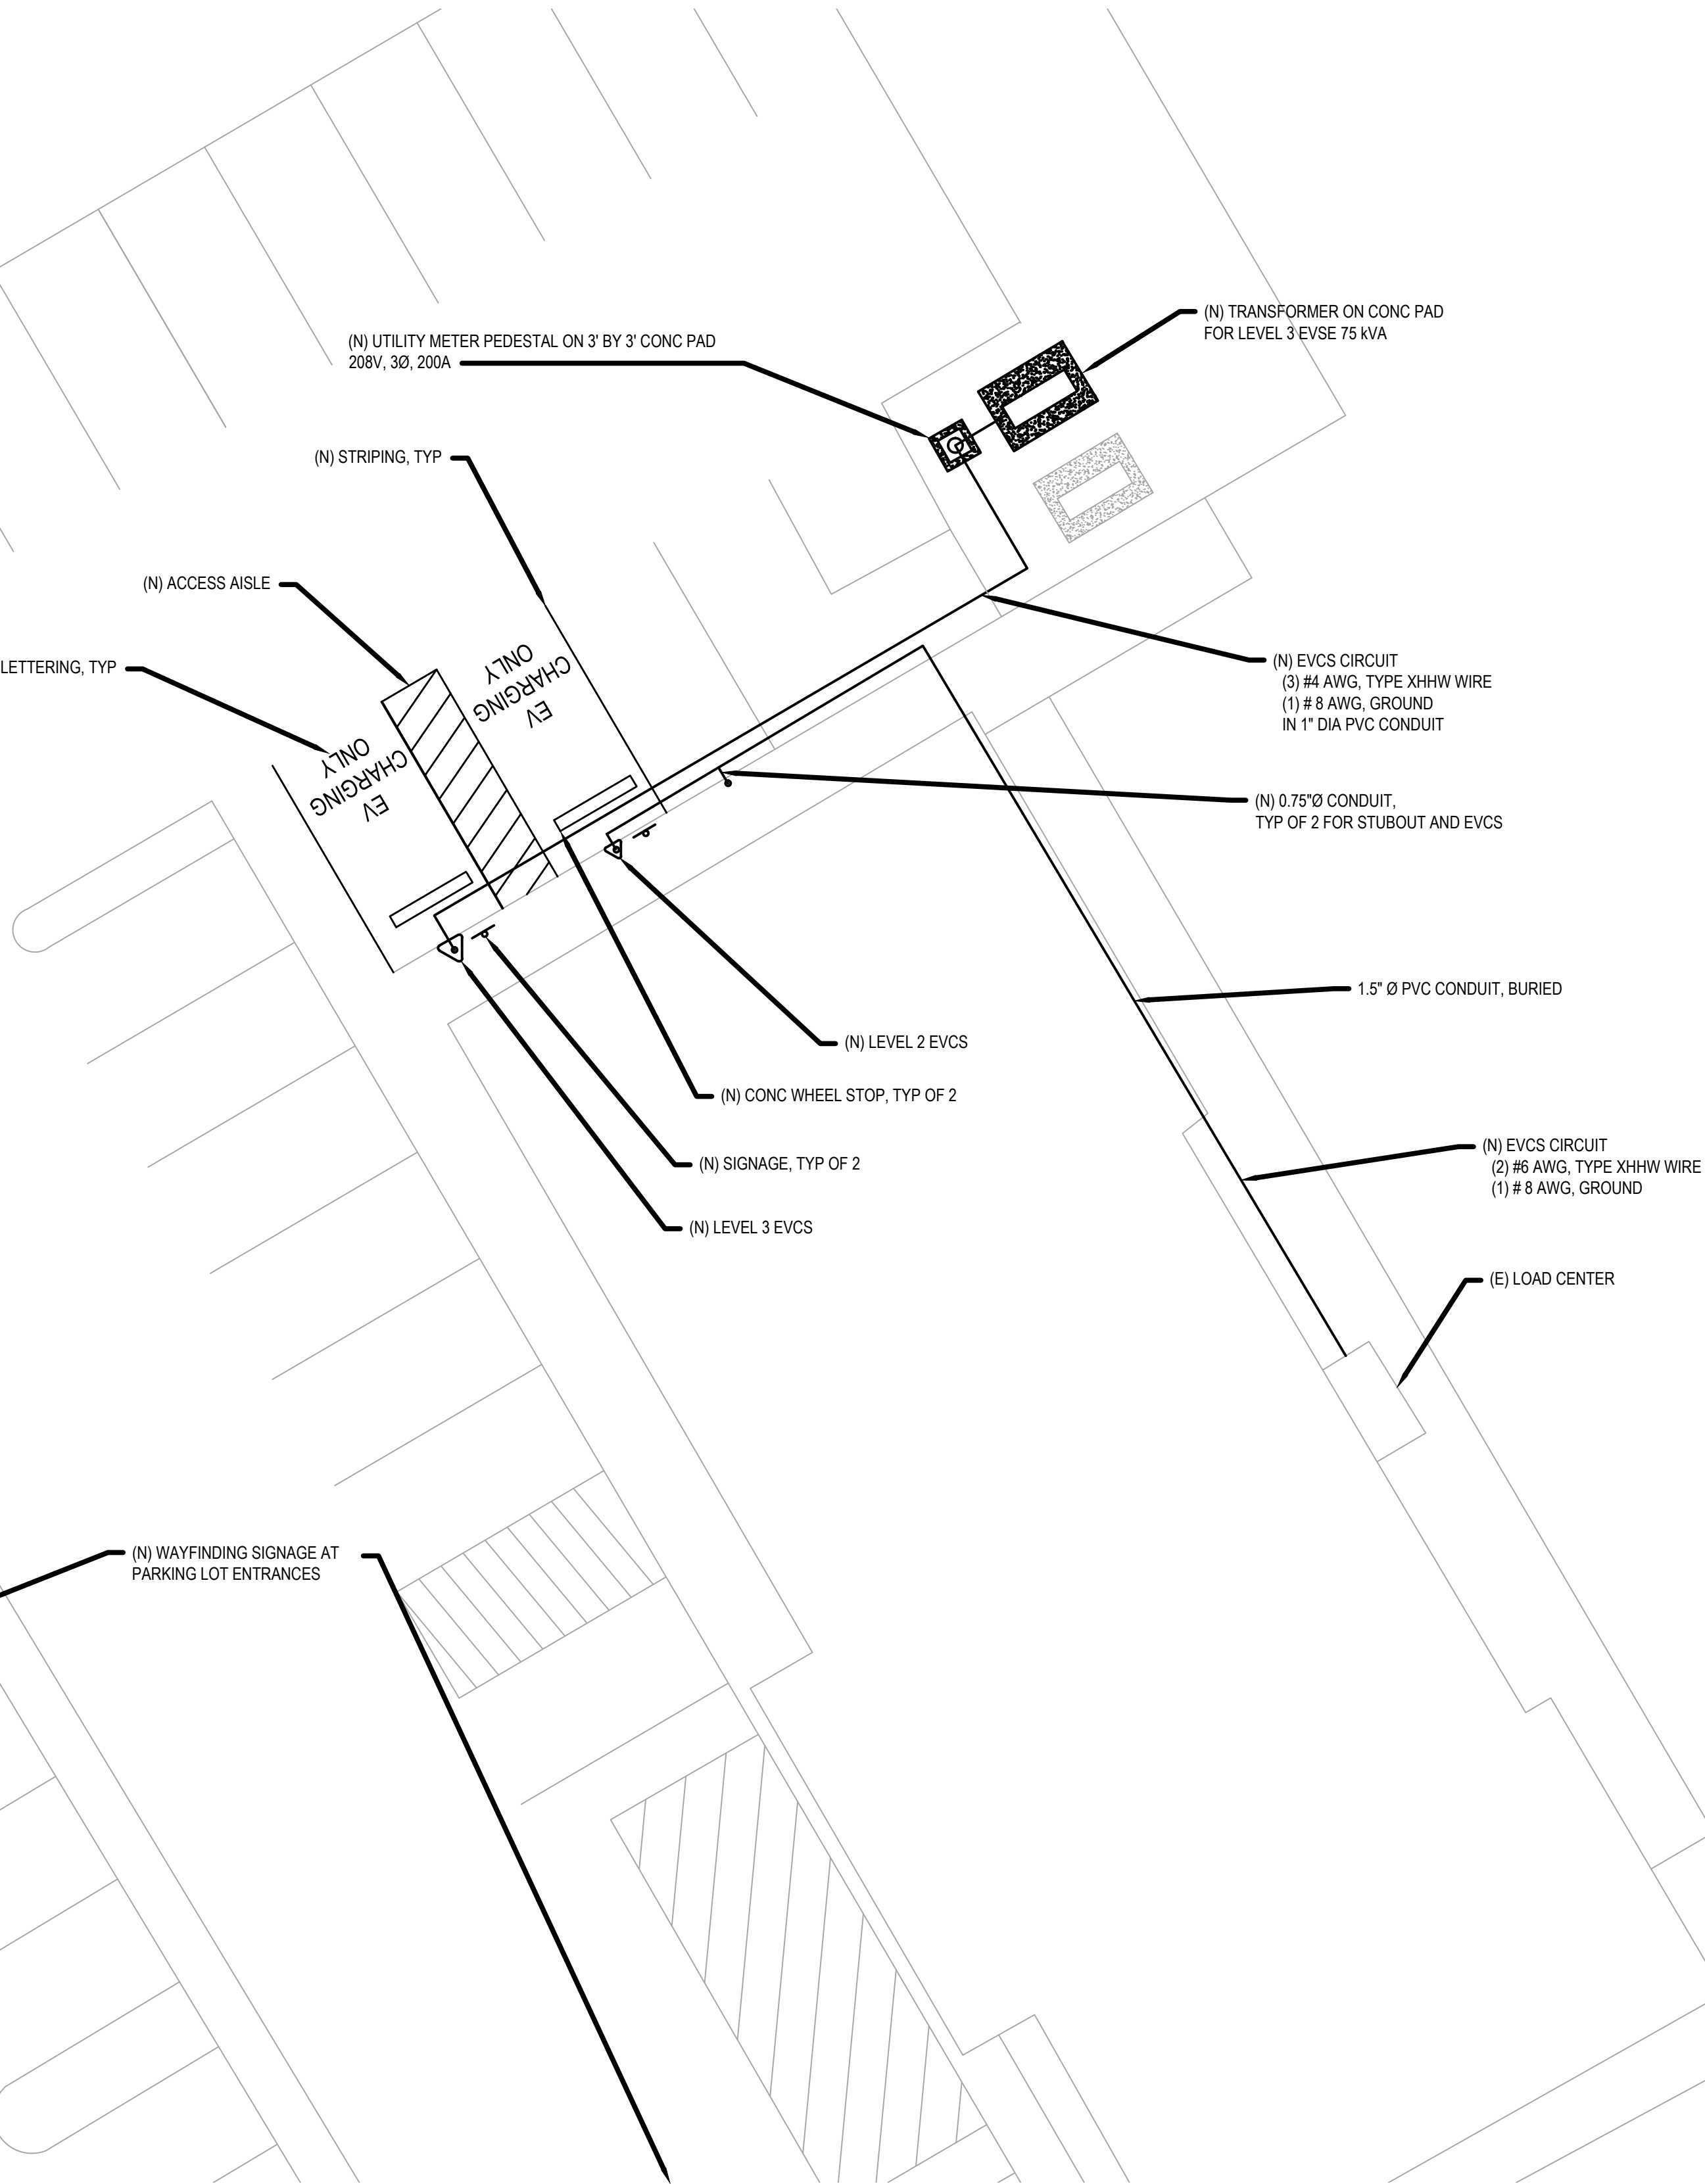 (N) TRANSFORMER ON CONC PAD
FOR LEVEL 3 EVSE 75 kVA
(N) UTILITY METER PEDESTAL ON 3' BY 3' CONC PAD
208V, 3Ø, 200A
(N) STRIPING, TYP
(N) ACCESS AISLE
LETTERING, TYP
EV
CHARGING
ONLY
EV
CHARGING
ONLY
(N) EVCS CIRCUIT
(3) #4 AWG, TYPE XHHW WIRE
(1) # 8 AWG, GROUND
IN 1" DIA PVC CONDUIT
(N) 0.75"Ø CONDUIT,
TYP OF 2 FOR STUBOUT AND EVCS
1.5" Ø PVC CONDUIT, BURIED
(N) LEVEL 2 EVCS
(N) CONC WHEEL STOP, TYP OF 2
(N) SIGNAGE, TYP OF 2
(N) LEVEL 3 EVCS
(N) EVCS CIRCUIT
(2) #6 AWG, TYPE XHHW WIRE
(1) # 8 AWG, GROUND
(E) LOAD CENTER
(N) WAYFINDING SIGNAGE AT
PARKING LOT ENTRANCES